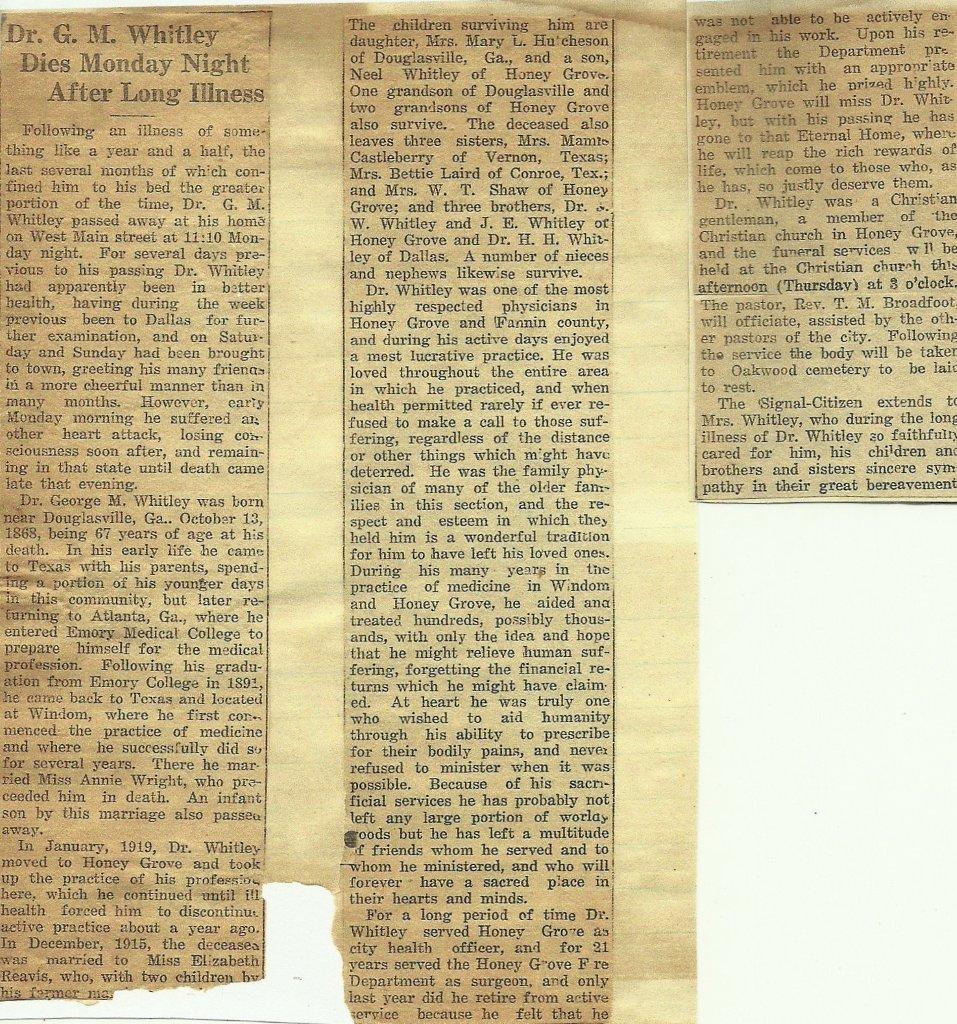 Dr. G. M. Whitley
Dies Monday Night
After Long Illness
Following an illness of some-
thing like a year and a half, the
last several months of which con-
fined him to his bed the greater
portion of the time, Dr. G. M.
Whitley passed away at his home
on West Main street at 11:10 Mon-
day night. For several days pre-
vious to his passing Dr. Whitley
had apparently been in better
health, having during the week
previous been to Dallas for fur-
ther examination, and on Satur-
day and Sunday had been brought
to town, greeting his many friends
in a more cheerful manner than in
many months. However, early
Monday morning he suffered an-
other heart attack, losing con-
sciousness soon after, and remain-
ing in that state until death came
late that evening.
Dr. George M. Whitley was born
near Douglasville, Ga., October 13,
1868, being 67 years of age at his
death. In his early life he came
to Texas with his parents, spend-
ing a portion of his younger days
in this community, but later re-
turning to Atlanta, Ga., where he
entered Emory Medical College to
prepare himself for the medical
profession. Following his gradu-
ation from Emory College in 1891,
he came back to Texas and located
at Windom, where he first com-
menced the practice of medicine
and where he successfully did so
for several years. There he mar-
ried Miss Annie Wright, who pre-
ceeded him in death. An infant
son by this marriage also passed
away.
In January, 1919, Dr. Whitley
moved to Honey Grove and took
up the practice of his profession
here, which he continued until ill
health forced him to discontinue
active practice about a year ago.
In December, 1915, the deceased
was married to Miss Elizabeth
Reavis, who, with two children by
his former
The children surviving him are
daughter, Mrs. Mary L. Hutcheson
of Douglasville, Ga., and a son,
Neel Whitley of Honey Grove.
One grandson of Douglasville and
two grandsons of Honey Grove
also survive. The deceased also
leaves three sisters, Mrs. Mamie
Castleberry of Vernon, Texas;
Mrs. Bettie Laird of Conroe, Tex.;
and Mrs. W. T. Shaw of Honey
Grove; and three brothers, Dr. S.
W. Whitley and J. E. Whitley of
Honey Grove and Dr. H. H. Whit-
ley of Dallas. A number of nieces
and nephews likewise survive.
Dr. Whitley was one of the most
highly respected physicians in
Honey Grove and Fannin county,
and during his active days enjoyed
a most lucrative practice. He was
loved throughout the entire area
in which he practiced, and when
health permitted rarely if ever re-
fused to make a call to those suf-
fering, regardless of the distance
or other things which might have
deterred. He was the family phy-
sician of many of the older fam-
ilies in this section, and the re-
spect and esteem in which they
held him is a wonderful tradition
for him to have left his loved ones.
During his many years in the
practice of medicine in Windom
and Honey Grove, he aided and
treated hundreds, possibly thous-
ands, with only the idea and hope
that he might relieve human suf-
fering, forgetting the financial re-
turns which he might have claim-
ed. At heart he was truly one
who wished to aid humanity
through his ability to prescribe
for their bodily pains, and never
refused to minister when it was
possible. Because of his sacri-
ficial services he has probably not
left any large portion of worldy
goods but he has left a multitude
of friends whom he served and to
whom he ministered, and who will
forever have a sacred place in
their hearts and minds.
For a long period of time Dr.
Whitley served Honey Grove as
city health officer, and for 21
years served the Honey Grove Fire
Department as surgeon, and only
last year did he retire from active
service because he felt that he
was not able to be actively en-
gaged in his work. Upon his re-
tirement the Department pre-
sented him with an appropriate
emblem, which he prized highly.
Honey Grove will miss Dr. Whit-
ley, but with his passing he has
gone to that Eternal Home, where
he will reap the rich rewards of
life, which come to those who, as
he has, so justly deserve them.
Dr. Whitley was a Christian
gentleman, a member of the
Christian church in Honey Grove,
and the funeral services will be
held at the Christian church this
afternoon (Thursday) at 3 o'clock.
The pastor, Rev. T. M. Broadfoot,
will officiate, assisted by the oth-
er pastors of the city. Following
the service the body will be taken
to Oakwood cemetery to be laid
to rest.
The Signal-Citizen extends to
Mrs. Whitley, who during the long
illness of Dr. Whitley so faithfully
cared for him, his children and
brothers and sisters sincere sym-
pathy in their great bereavement